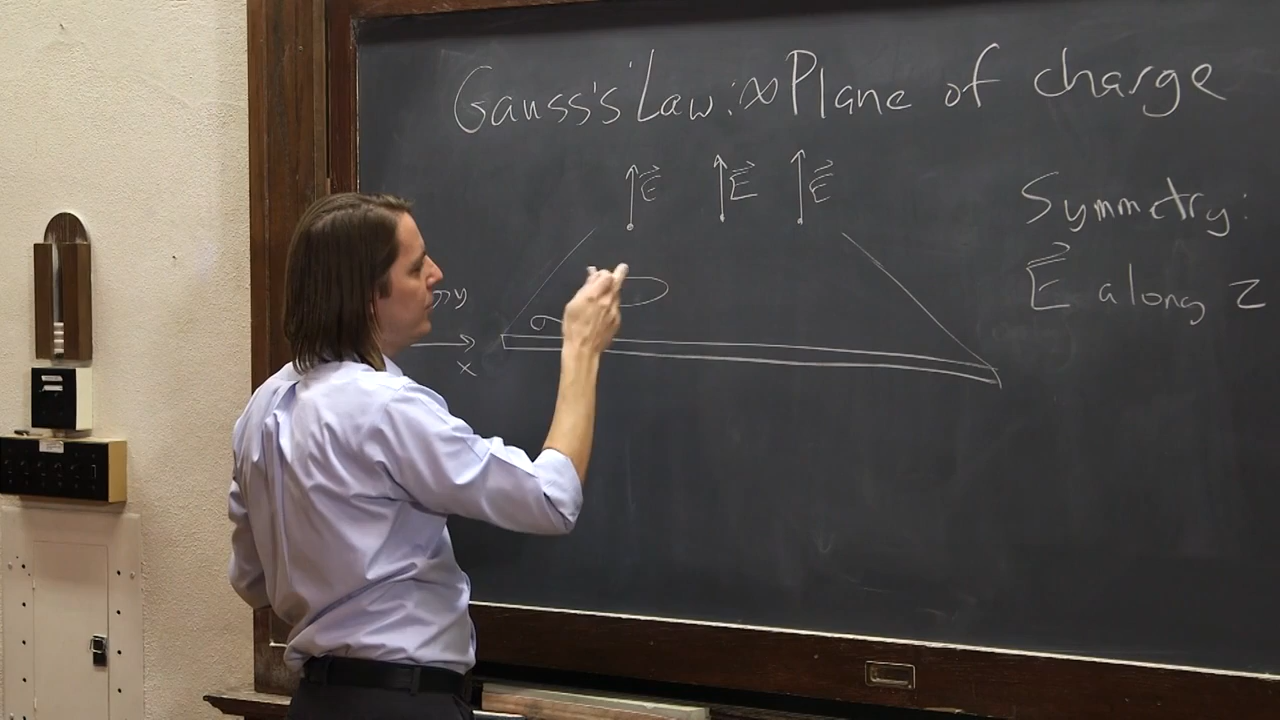 Gauss's Law: ∞ Plane of charge
E⃗ E⃗ E⃗
Symmetry:
E⃗ along z
y
σ
x